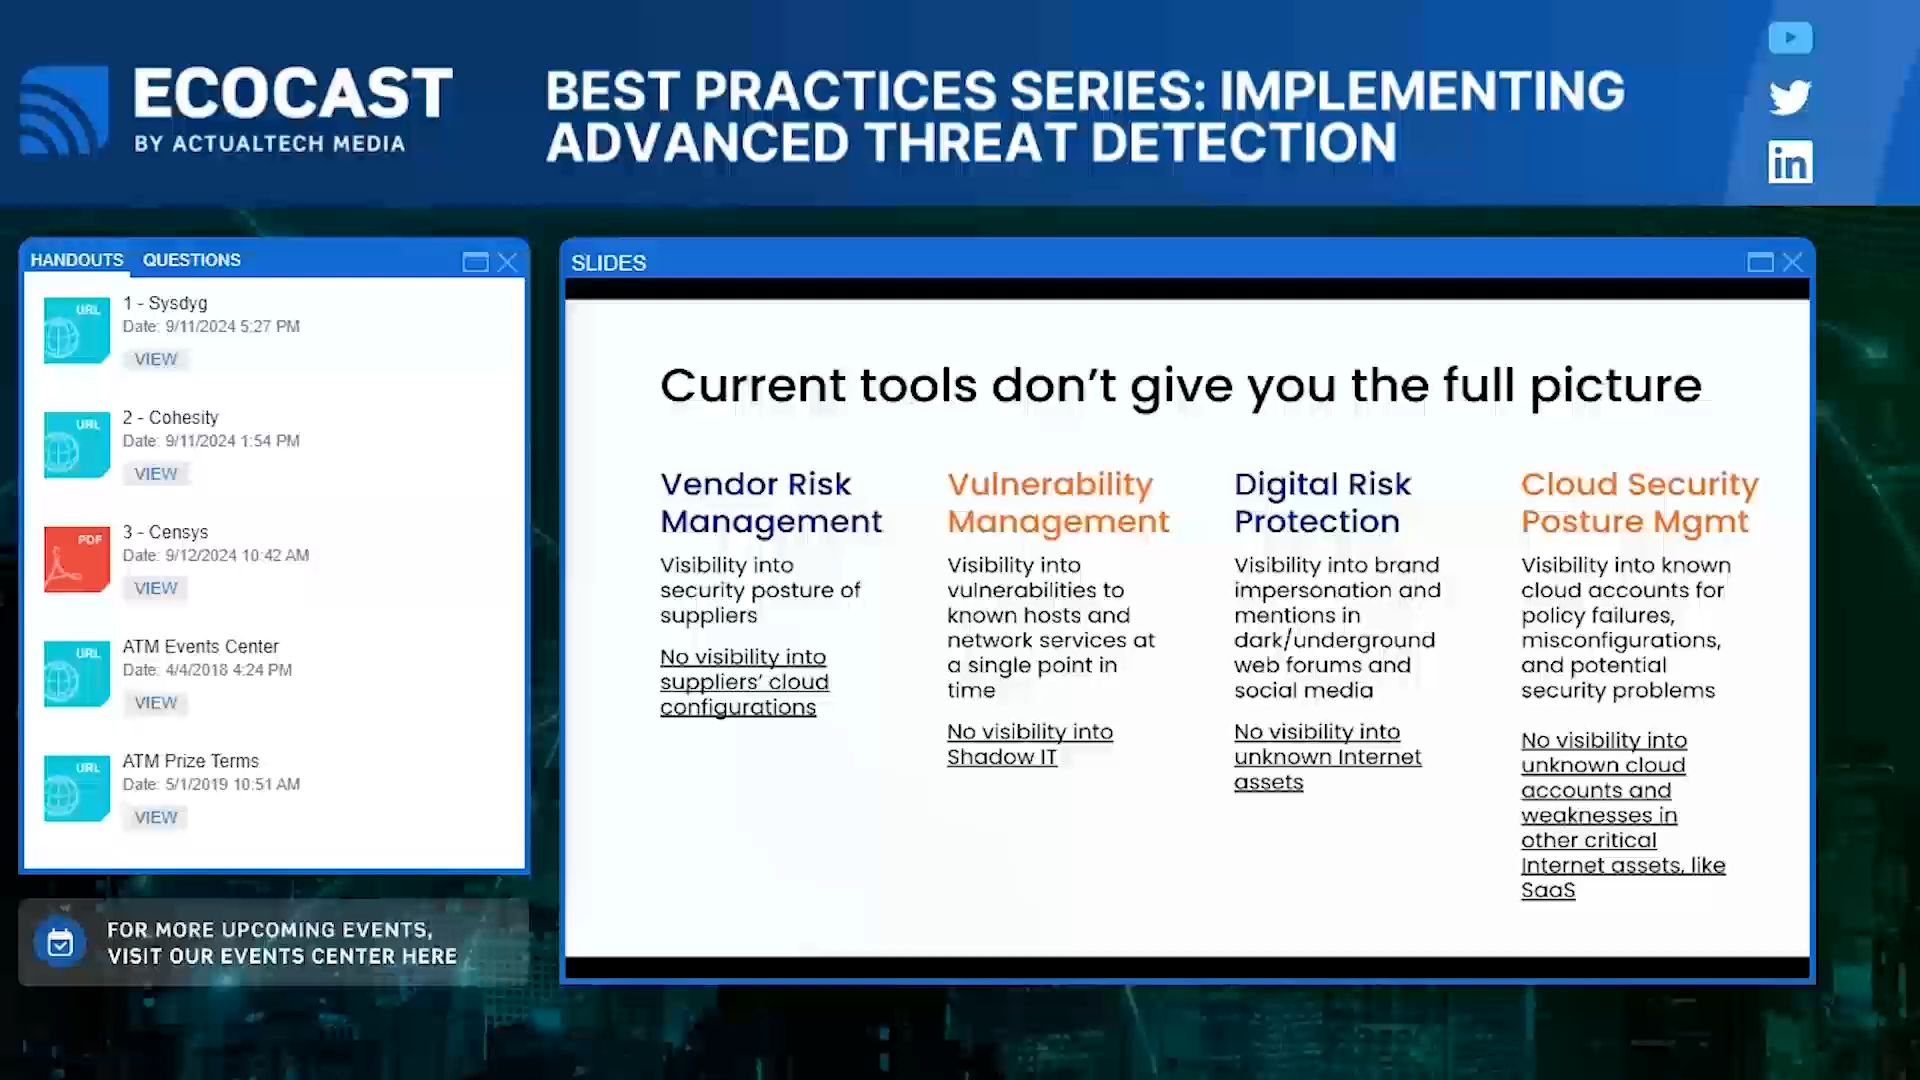 ECOCAST
BY ACTUALTECH MEDIA
BEST PRACTICES SERIES: IMPLEMENTING
ADVANCED THREAT DETECTION
in
HANDOUTS QUESTIONS
URL
1 - Sysdyg
Date: 9/11/2024 5:27 PM
VIEW
URL
2 - Cohesity
Date: 9/11/2024 1:54 PM
VIEW
PDF
3 - Censys
Date: 9/12/2024 10:42 AM
VIEW
URL
ATM Events Center
Date: 4/4/2018 4:24 PM
VIEW
URL
ATM Prize Terms
Date: 5/1/2019 10:51 AM
VIEW
FOR MORE UPCOMING EVENTS,
VISIT OUR EVENTS CENTER HERE
SLIDES
Current tools don’t give you the full picture
Vendor Risk
Management
Visibility into
security posture of
suppliers
No visibility into
suppliers’ cloud
configurations
Vulnerability
Management
Visibility into
vulnerabilities to
known hosts and
network services at
a single point in
time
No visibility into
Shadow IT
Digital Risk
Protection
Visibility into brand
impersonation and
mentions in
dark/underground
web forums and
social media
No visibility into
unknown Internet
assets
Cloud Security
Posture Mgmt
Visibility into known
cloud accounts for
policy failures,
misconfigurations,
and potential
security problems
No visibility into
unknown cloud
accounts and
weaknesses in
other critical
Internet assets, like
SaaS